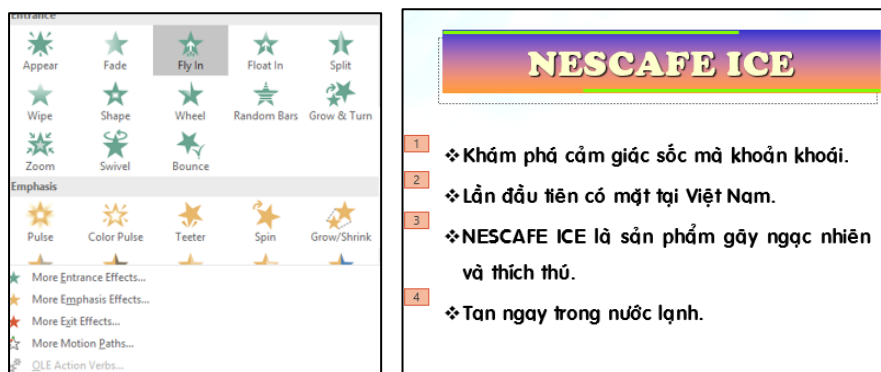 Entrance
Appear Fade Fly In Float In Split
Wipe Shape Wheel Random Bars Grow & Turn
Zoom Swivel Bounce
Emphasis
Pulse Color Pulse Teeter Spin Grow/Shrink
More Entrance Effects...
More Emphasis Effects...
More Exit Effects...
More Motion Paths...
OLE Action Verbs...
NESCAFE ICE
1
❖Khám phá cảm giác sốc mà khoản khoái.
2
❖Lần đầu tiên có mặt tại Việt Nam.
3
❖NESCAFE ICE là sản phẩm gây ngạc nhiên
và thích thú.
4
❖Tan ngay trong nước lạnh.